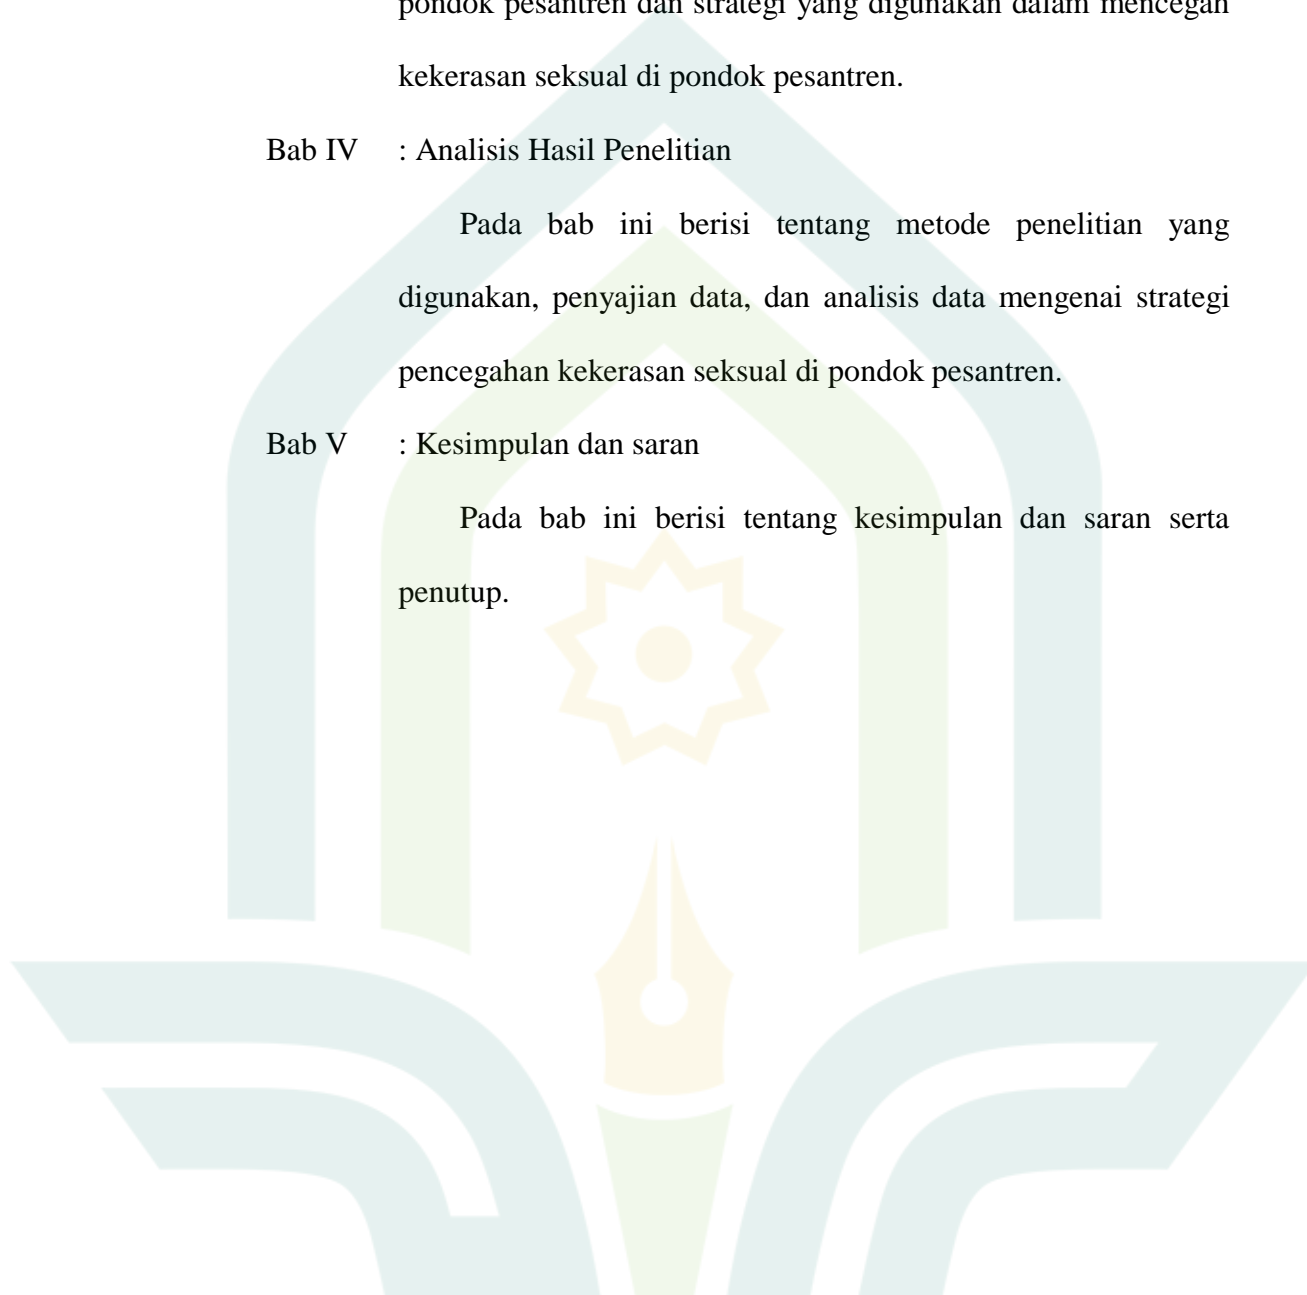 pondok pesantren dan strategi yang digunakan dalam mencegah
kekerasan seksual di pondok pesantren.
Bab IV : Analisis Hasil Penelitian
Pada bab ini berisi tentang metode penelitian yang
digunakan, penyajian data, dan analisis data mengenai strategi
pencegahan kekerasan seksual di pondok pesantren.
Bab V : Kesimpulan dan saran
Pada bab ini berisi tentang kesimpulan dan saran serta
penutup.